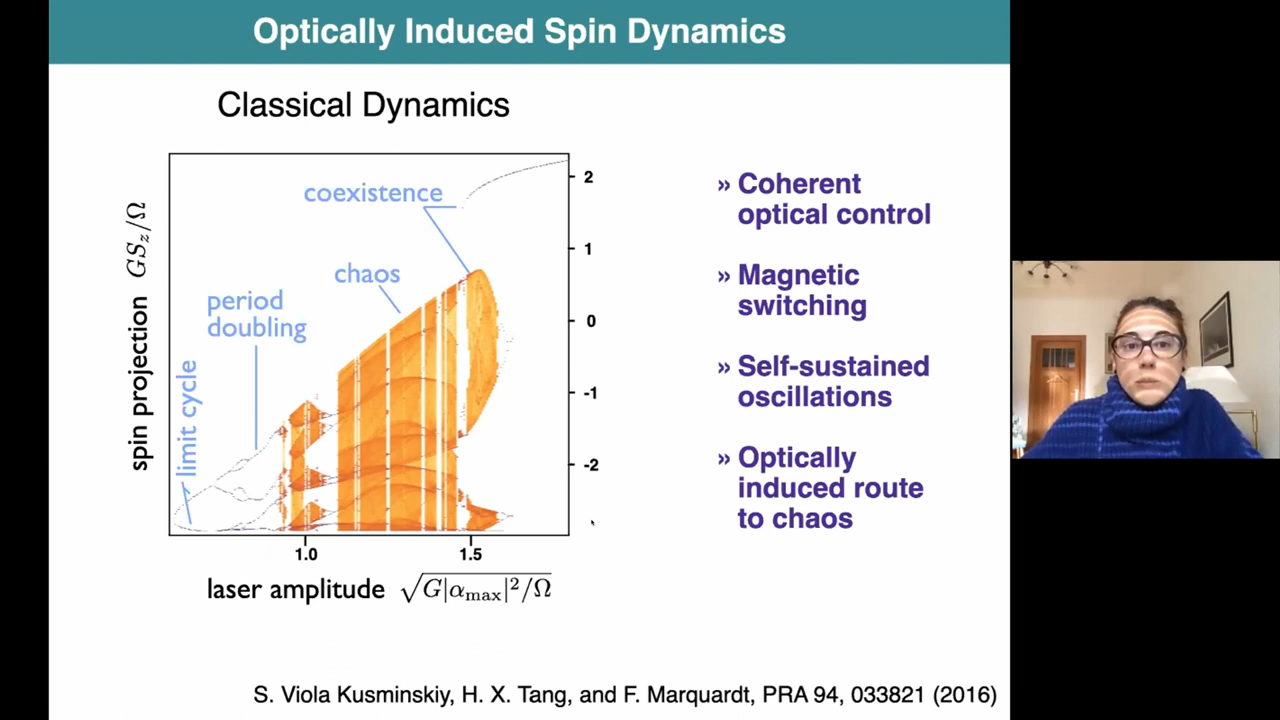 Optically Induced Spin Dynamics
Classical Dynamics
coexistence
chaos
period
doubling
limit cycle
spin projection GS_z/Ω
2
1
0
-1
-2
1.0
1.5
laser amplitude √G|α_max|²/Ω
» Coherent
optical control
» Magnetic
switching
» Self-sustained
oscillations
» Optically
induced route
to chaos
S. Viola Kusminskiy, H. X. Tang, and F. Marquardt, PRA 94, 033821 (2016)